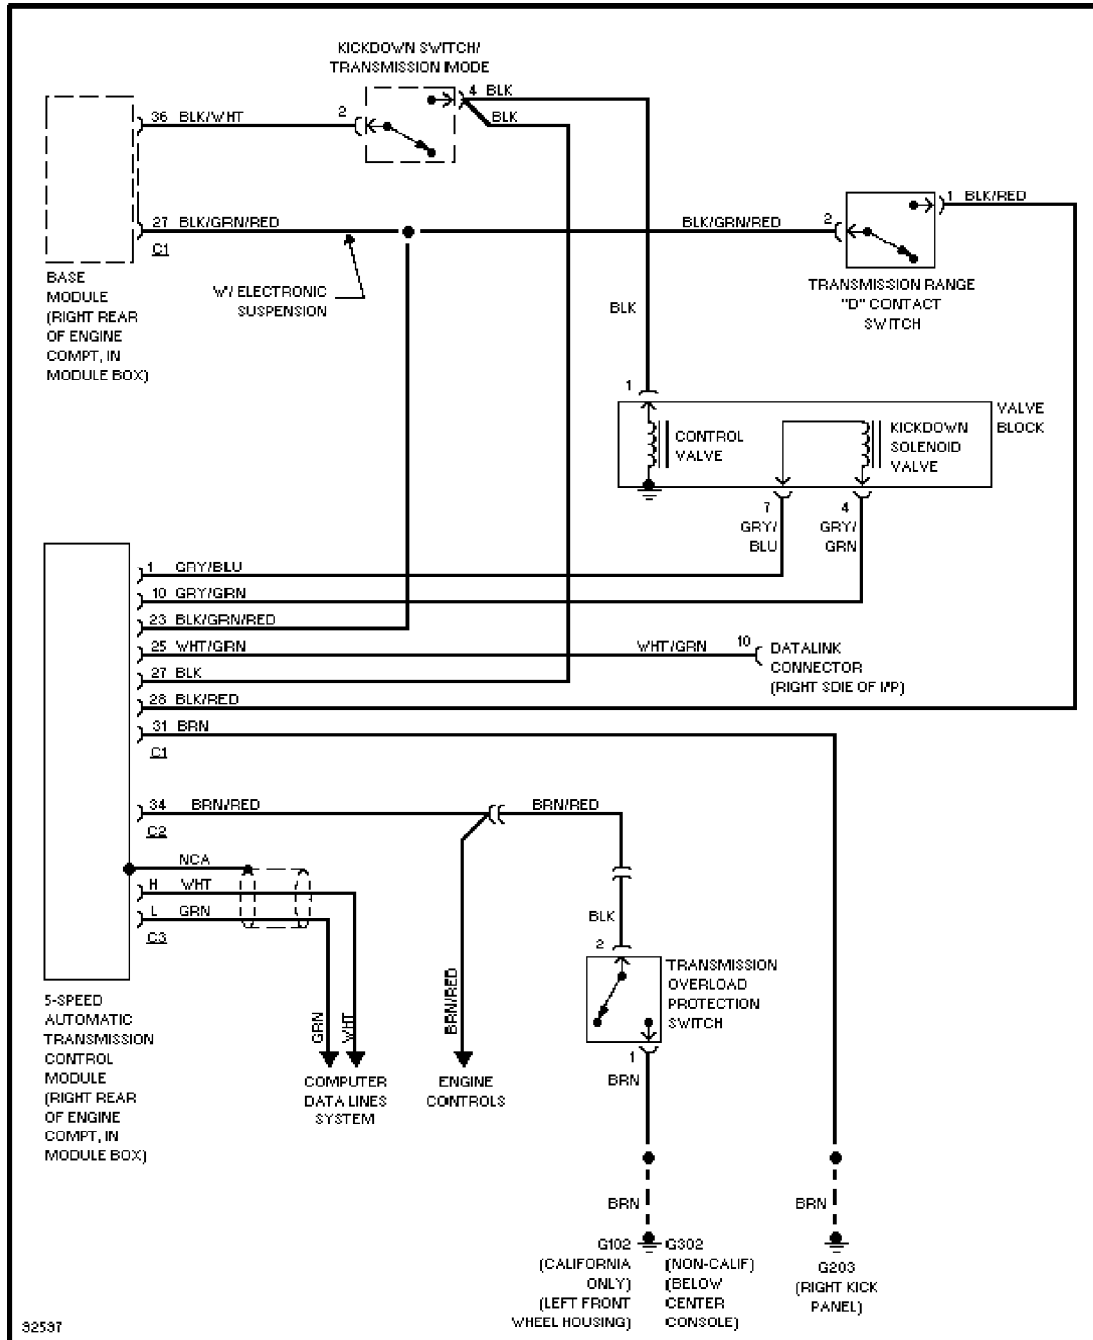 KICKDOWN SWITCH/
TRANSMISSION MODE
36 BLK/WHT
2
4 BLK
BLK
27 BLK/GRN/RED
C1
BLK/GRN/RED
2
1 BLK/RED
BASE
MODULE
(RIGHT REAR
OF ENGINE
COMPT, IN
MODULE BOX)
W/ ELECTRONIC
SUSPENSION
TRANSMISSION RANGE
"D" CONTACT
SWITCH
BLK
1
VALVE
BLOCK
CONTROL
VALVE
KICKDOWN
SOLENOID
VALVE
7
GRY/
BLU
4
GRY/
GRN
1 GRY/BLU
10 GRY/GRN
23 BLK/GRN/RED
25 WHT/GRN
WHT/GRN 10
DATALINK
CONNECTOR
(RIGHT SDIE OF I/P)
27 BLK
28 BLK/RED
31 BRN
C1
34 BRN/RED
BRN/RED
C2
NCA
H WHT
L GRN
C3
BLK
2
TRANSMISSION
OVERLOAD
PROTECTION
SWITCH
1
BRN
5-SPEED
AUTOMATIC
TRANSMISSION
CONTROL
MODULE
(RIGHT REAR
OF ENGINE
COMPT, IN
MODULE BOX)
GRN
WHT
BRN/RED
COMPUTER
DATA LINES
SYSTEM
ENGINE
CONTROLS
BRN
BRN
G102
(CALIFORNIA
ONLY)
(LEFT FRONT
WHEEL HOUSING)
G302
(NON-CALIF)
(BELOW
CENTER
CONSOLE)
G203
(RIGHT KICK
PANEL)
92597